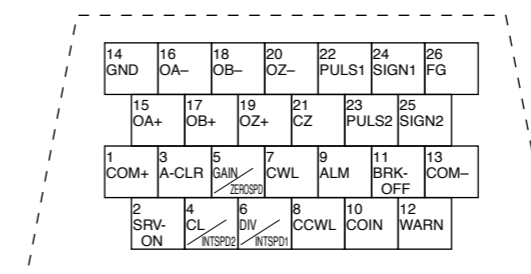 14 16 18 20 22 24 26
GND OA– OB– OZ– PULS1 SIGN1 FG
15 17 19 21 23 25
OA+ OB+ OZ+ CZ PULS2 SIGN2
1 3 5 7 9 11 13
COM+ A-CLR GAIN CWL ALM BRK- COM–
ZEROSPD OFF
2 4 6 8 10 12
SRV- CL DIV CCWL COIN WARN
ON INTSPD2 INTSPD1